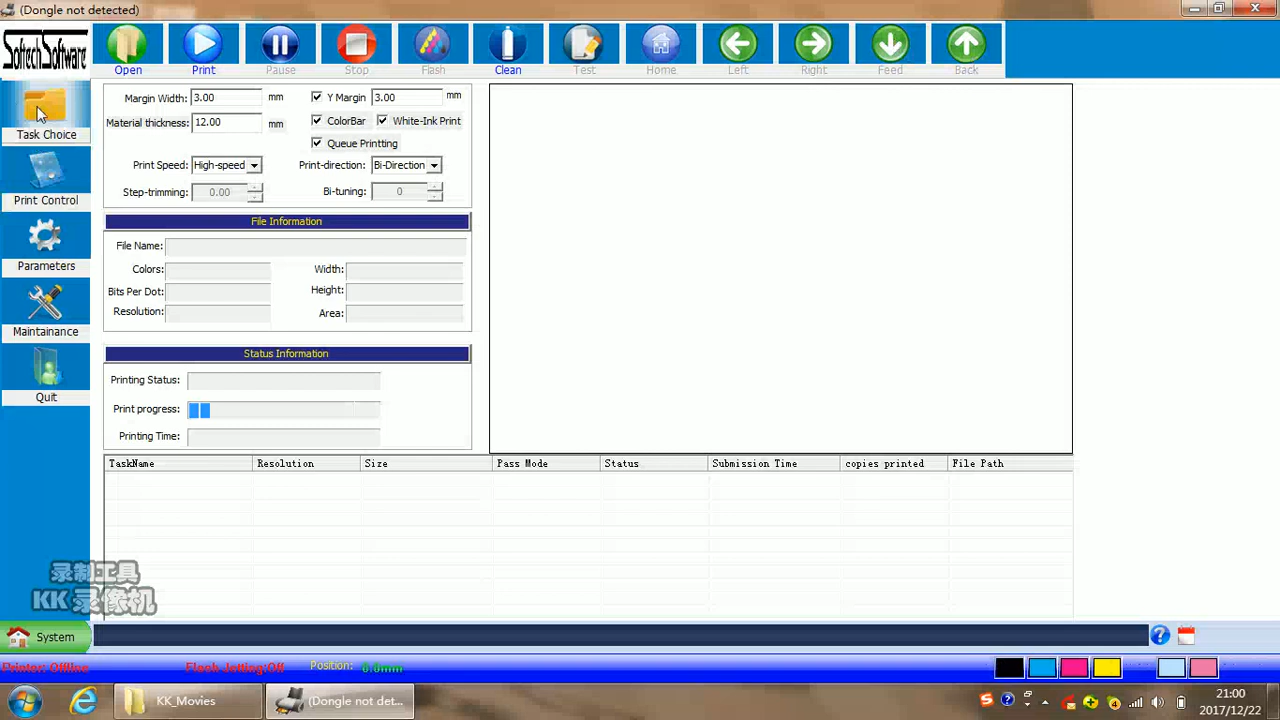 (Dongle not detected)
SoftechSoftware
Open Print Pause Stop Flash Clean Test Home Left Right Feed Back
Task Choice
Print Control
Parameters
Maintainance
Quit
Margin Width: 3.00 mm Y Margin 3.00 mm
Material thickness: 12.00 mm ColorBar White-Ink Print
Queue Printting
Print Speed: High-speed Print-direction: Bi-Direction
Step-trimming: 0.00 Bi-tuning: 0
File Information
File Name:
Colors: Width:
Bits Per Dot: Height:
Resolution: Area:
Status Information
Printing Status:
Print progress:
Printing Time:
TaskName Resolution Size Pass Mode Status Submission Time copies printed File Path
录制工具
KK 录像机
System
Printer: Offline Flash Jetting:Off Position: 0.0mm
KK_Movies (Dongle not det... 21:00
2017/12/22